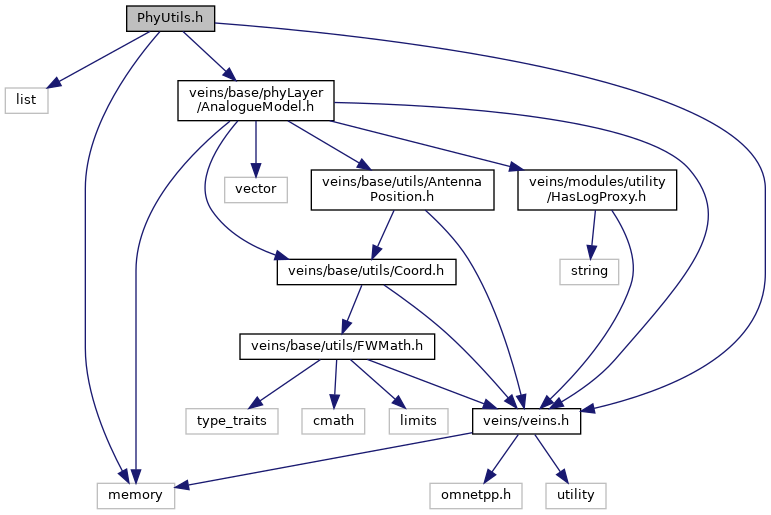 PhyUtils.h
list
veins/base/phyLayer
/AnalogueModel.h
vector
veins/base/utils/Antenna
Position.h
veins/modules/utility
/HasLogProxy.h
veins/base/utils/Coord.h
string
veins/base/utils/FWMath.h
type_traits
cmath
limits
veins/veins.h
memory
omnetpp.h
utility